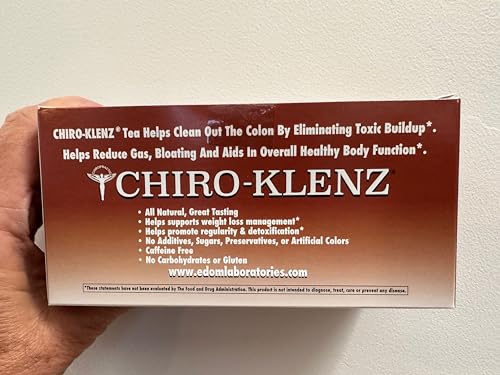 CHIRO-KLENZ® Tea Helps Clean Out The Colon By Eliminating Toxic Buildup*.
Helps Reduce Gas, Bloating And Aids In Overall Healthy Body Function*.
CHIRO-KLENZ®
• All Natural, Great Tasting
• Helps supports weight loss management*
• Helps promote regularity & detoxification*
• No Additives, Sugars, Preservatives, or Artificial Colors
• Caffeine Free
• No Carbohydrates or Gluten
www.edomlaboratories.com
*These statements have not been evaluated by The Food and Drug Administration. This product is not intended to diagnose, treat, cure or prevent any disease.